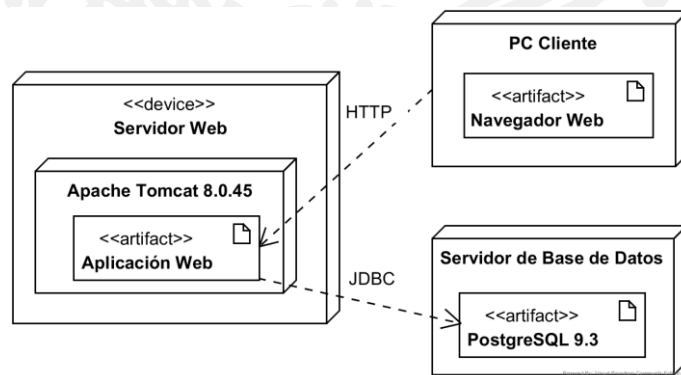 <<device>>
Servidor Web
Apache Tomcat 8.0.45
<<artifact>>
Aplicación Web
HTTP
JDBC
PC Cliente
<<artifact>>
Navegador Web
Servidor de Base de Datos
<<artifact>>
PostgreSQL 9.3